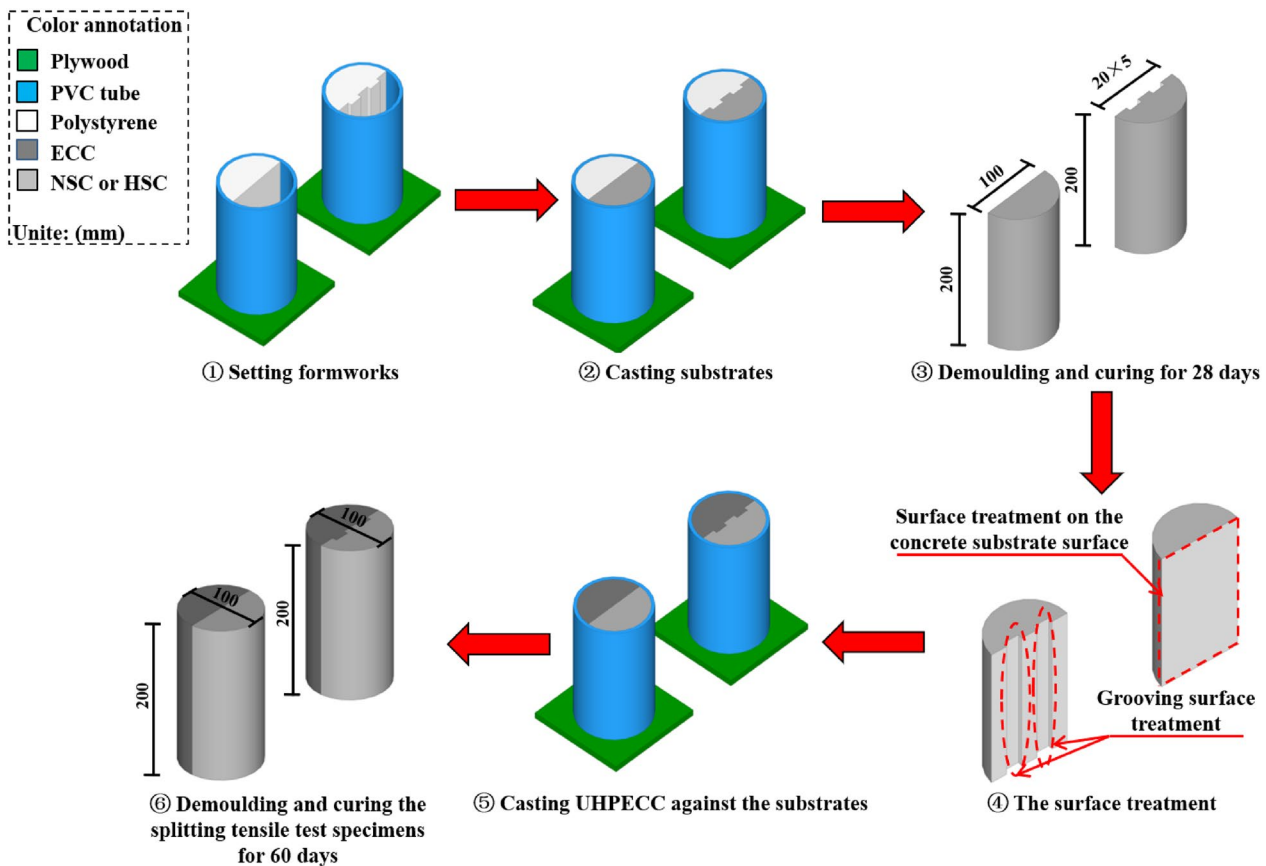 Color annotation
Plywood
PVC tube
Polystyrene
ECC
NSC or HSC
Unite: (mm)
① Setting formworks
② Casting substrates
20×5
200
100
200
③ Demoulding and curing for 28 days
Surface treatment on the
concrete substrate surface
Grooving surface
treatment
④ The surface treatment
⑤ Casting UHPECC against the substrates
100
200
100
200
⑥ Demoulding and curing the
splitting tensile test specimens
for 60 days